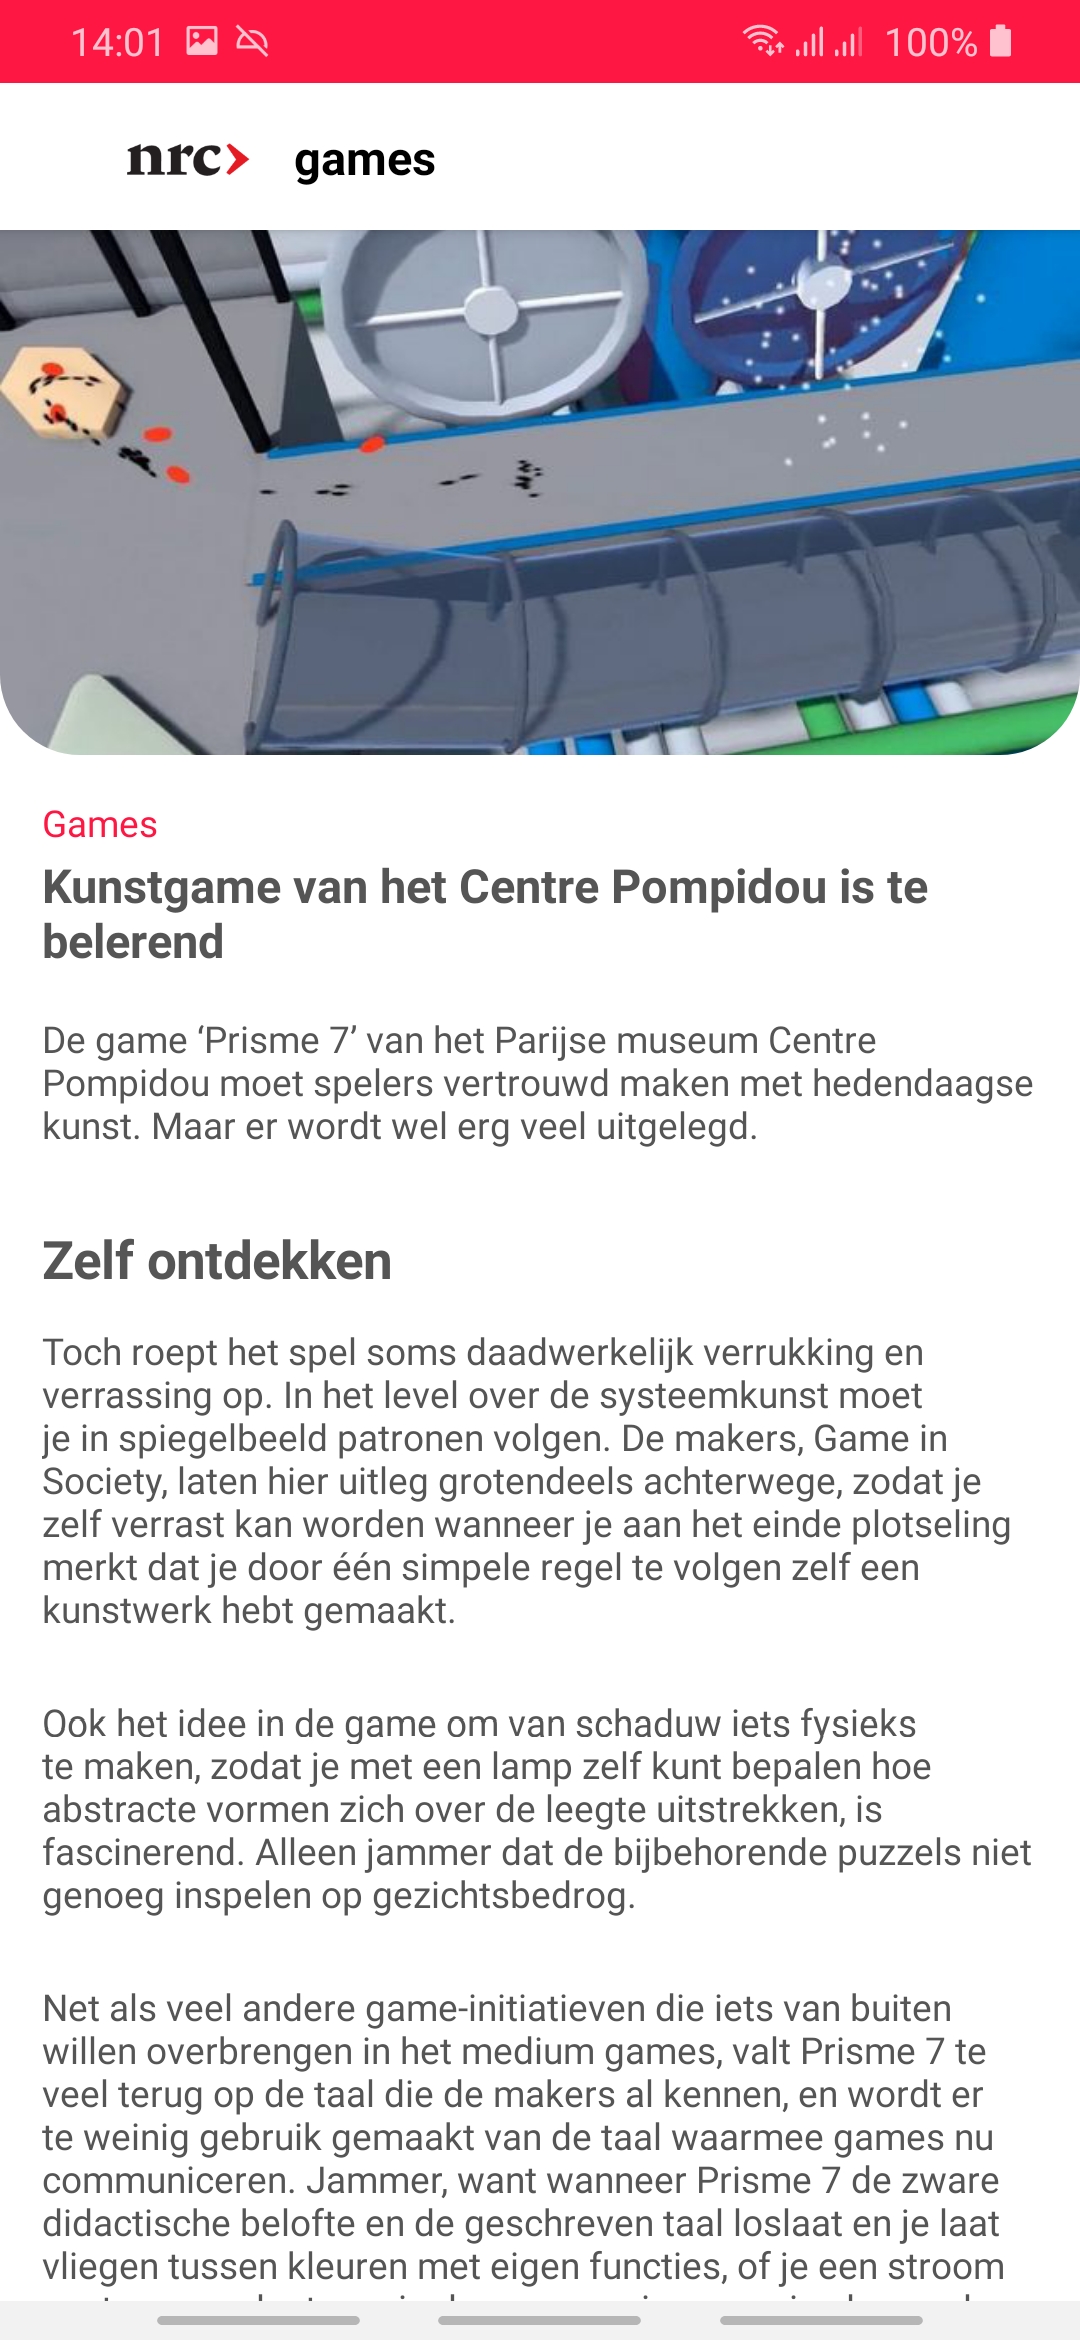 14:01 100%
nrc> games
Games
Kunstgame van het Centre Pompidou is te
belerend
De game ‘Prisme 7’ van het Parijse museum Centre
Pompidou moet spelers vertrouwd maken met hedendaagse
kunst. Maar er wordt wel erg veel uitgelegd.
Zelf ontdekken
Toch roept het spel soms daadwerkelijk verrukking en
verrassing op. In het level over de systeemkunst moet
je in spiegelbeeld patronen volgen. De makers, Game in
Society, laten hier uitleg grotendeels achterwege, zodat je
zelf verrast kan worden wanneer je aan het einde plotseling
merkt dat je door één simpele regel te volgen zelf een
kunstwerk hebt gemaakt.
Ook het idee in de game om van schaduw iets fysieks
te maken, zodat je met een lamp zelf kunt bepalen hoe
abstracte vormen zich over de leegte uitstrekken, is
fascinerend. Alleen jammer dat de bijbehorende puzzels niet
genoeg inspelen op gezichtsbedrog.
Net als veel andere game-initiatieven die iets van buiten
willen overbrengen in het medium games, valt Prisme 7 te
veel terug op de taal die de makers al kennen, en wordt er
te weinig gebruik gemaakt van de taal waarmee games nu
communiceren. Jammer, want wanneer Prisme 7 de zware
didactische belofte en de geschreven taal loslaat en je laat
vliegen tussen kleuren met eigen functies, of je een stroom